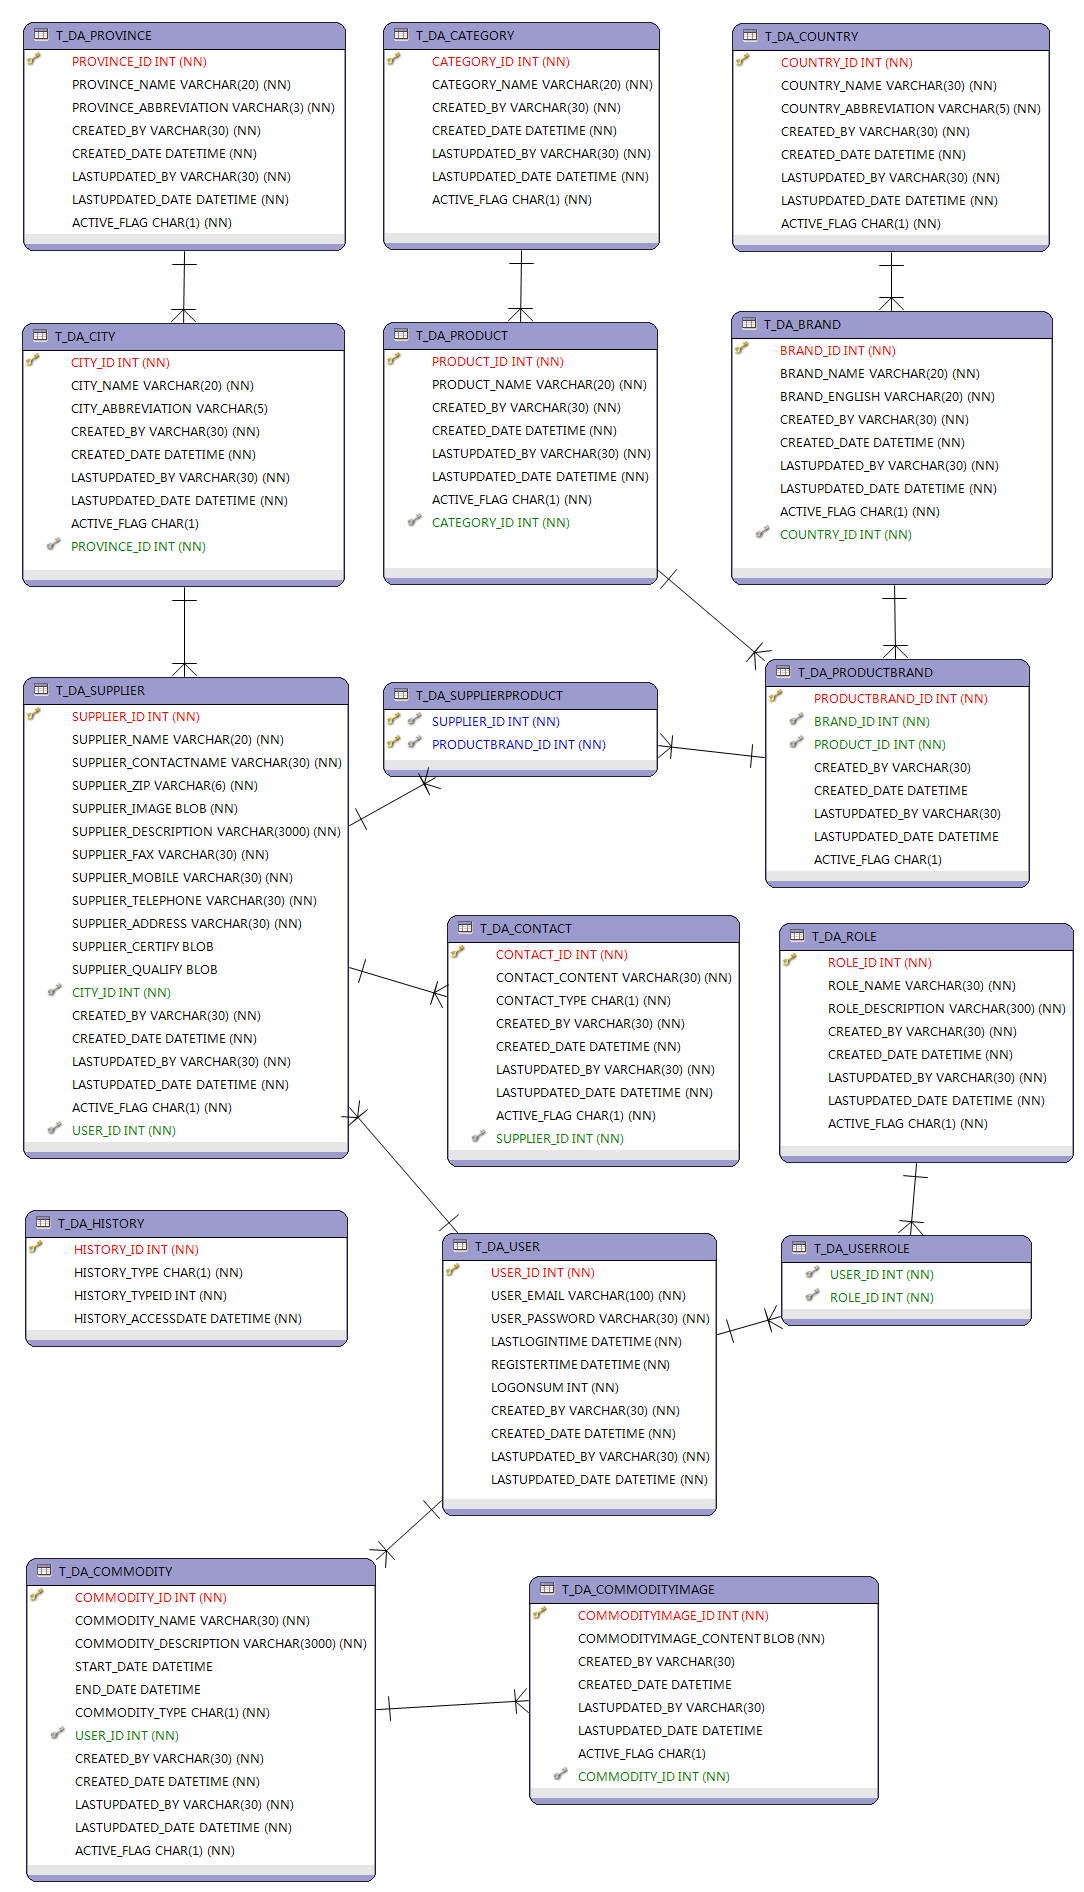 T_DA_PROVINCE
PROVINCE_ID INT (NN)
PROVINCE_NAME VARCHAR(20) (NN)
PROVINCE_ABBREVIATION VARCHAR(3) (NN)
CREATED_BY VARCHAR(30) (NN)
CREATED_DATE DATETIME (NN)
LASTUPDATED_BY VARCHAR(30) (NN)
LASTUPDATED_DATE DATETIME (NN)
ACTIVE_FLAG CHAR(1) (NN)
T_DA_CATEGORY
CATEGORY_ID INT (NN)
CATEGORY_NAME VARCHAR(20) (NN)
CREATED_BY VARCHAR(30) (NN)
CREATED_DATE DATETIME (NN)
LASTUPDATED_BY VARCHAR(30) (NN)
LASTUPDATED_DATE DATETIME (NN)
ACTIVE_FLAG CHAR(1) (NN)
T_DA_COUNTRY
COUNTRY_ID INT (NN)
COUNTRY_NAME VARCHAR(30) (NN)
COUNTRY_ABBREVIATION VARCHAR(5) (NN)
CREATED_BY VARCHAR(30) (NN)
CREATED_DATE DATETIME (NN)
LASTUPDATED_BY VARCHAR(30) (NN)
LASTUPDATED_DATE DATETIME (NN)
ACTIVE_FLAG CHAR(1) (NN)
T_DA_CITY
CITY_ID INT (NN)
CITY_NAME VARCHAR(20) (NN)
CITY_ABBREVIATION VARCHAR(5)
CREATED_BY VARCHAR(30) (NN)
CREATED_DATE DATETIME (NN)
LASTUPDATED_BY VARCHAR(30) (NN)
LASTUPDATED_DATE DATETIME (NN)
ACTIVE_FLAG CHAR(1)
PROVINCE_ID INT (NN)
T_DA_PRODUCT
PRODUCT_ID INT (NN)
PRODUCT_NAME VARCHAR(20) (NN)
CREATED_BY VARCHAR(30) (NN)
CREATED_DATE DATETIME (NN)
LASTUPDATED_BY VARCHAR(30) (NN)
LASTUPDATED_DATE DATETIME (NN)
ACTIVE_FLAG CHAR(1) (NN)
CATEGORY_ID INT (NN)
T_DA_BRAND
BRAND_ID INT (NN)
BRAND_NAME VARCHAR(20) (NN)
BRAND_ENGLISH VARCHAR(20) (NN)
CREATED_BY VARCHAR(30) (NN)
CREATED_DATE DATETIME (NN)
LASTUPDATED_BY VARCHAR(30) (NN)
LASTUPDATED_DATE DATETIME (NN)
ACTIVE_FLAG CHAR(1) (NN)
COUNTRY_ID INT (NN)
T_DA_SUPPLIER
SUPPLIER_ID INT (NN)
SUPPLIER_NAME VARCHAR(20) (NN)
SUPPLIER_CONTACTNAME VARCHAR(30) (NN)
SUPPLIER_ZIP VARCHAR(6) (NN)
SUPPLIER_IMAGE BLOB (NN)
SUPPLIER_DESCRIPTION VARCHAR(3000) (NN)
SUPPLIER_FAX VARCHAR(30) (NN)
SUPPLIER_MOBILE VARCHAR(30) (NN)
SUPPLIER_TELEPHONE VARCHAR(30) (NN)
SUPPLIER_ADDRESS VARCHAR(30) (NN)
SUPPLIER_CERTIFY BLOB
SUPPLIER_QUALIFY BLOB
CITY_ID INT (NN)
CREATED_BY VARCHAR(30) (NN)
CREATED_DATE DATETIME (NN)
LASTUPDATED_BY VARCHAR(30) (NN)
LASTUPDATED_DATE DATETIME (NN)
ACTIVE_FLAG CHAR(1) (NN)
USER_ID INT (NN)
T_DA_SUPPLIERPRODUCT
SUPPLIER_ID INT (NN)
PRODUCTBRAND_ID INT (NN)
T_DA_PRODUCTBRAND
PRODUCTBRAND_ID INT (NN)
BRAND_ID INT (NN)
PRODUCT_ID INT (NN)
CREATED_BY VARCHAR(30)
CREATED_DATE DATETIME
LASTUPDATED_BY VARCHAR(30)
LASTUPDATED_DATE DATETIME
ACTIVE_FLAG CHAR(1)
T_DA_CONTACT
CONTACT_ID INT (NN)
CONTACT_CONTENT VARCHAR(30) (NN)
CONTACT_TYPE CHAR(1) (NN)
CREATED_BY VARCHAR(30) (NN)
CREATED_DATE DATETIME (NN)
LASTUPDATED_BY VARCHAR(30) (NN)
LASTUPDATED_DATE DATETIME (NN)
ACTIVE_FLAG CHAR(1) (NN)
SUPPLIER_ID INT (NN)
T_DA_ROLE
ROLE_ID INT (NN)
ROLE_NAME VARCHAR(30) (NN)
ROLE_DESCRIPTION VARCHAR(300) (NN)
CREATED_BY VARCHAR(30) (NN)
CREATED_DATE DATETIME (NN)
LASTUPDATED_BY VARCHAR(30) (NN)
LASTUPDATED_DATE DATETIME (NN)
ACTIVE_FLAG CHAR(1) (NN)
T_DA_HISTORY
HISTORY_ID INT (NN)
HISTORY_TYPE CHAR(1) (NN)
HISTORY_TYPEID INT (NN)
HISTORY_ACCESSDATE DATETIME (NN)
T_DA_USER
USER_ID INT (NN)
USER_EMAIL VARCHAR(100) (NN)
USER_PASSWORD VARCHAR(30) (NN)
LASTLOGINTIME DATETIME (NN)
REGISTERTIME DATETIME (NN)
LOGONSUM INT (NN)
CREATED_BY VARCHAR(30) (NN)
CREATED_DATE DATETIME (NN)
LASTUPDATED_BY VARCHAR(30) (NN)
LASTUPDATED_DATE DATETIME (NN)
T_DA_USERROLE
USER_ID INT (NN)
ROLE_ID INT (NN)
T_DA_COMMODITY
COMMODITY_ID INT (NN)
COMMODITY_NAME VARCHAR(30) (NN)
COMMODITY_DESCRIPTION VARCHAR(3000) (NN)
START_DATE DATETIME
END_DATE DATETIME
COMMODITY_TYPE CHAR(1) (NN)
USER_ID INT (NN)
CREATED_BY VARCHAR(30) (NN)
CREATED_DATE DATETIME (NN)
LASTUPDATED_BY VARCHAR(30) (NN)
LASTUPDATED_DATE DATETIME (NN)
ACTIVE_FLAG CHAR(1) (NN)
T_DA_COMMODITYIMAGE
COMMODITYIMAGE_ID INT (NN)
COMMODITYIMAGE_CONTENT BLOB (NN)
CREATED_BY VARCHAR(30)
CREATED_DATE DATETIME
LASTUPDATED_BY VARCHAR(30)
LASTUPDATED_DATE DATETIME
ACTIVE_FLAG CHAR(1)
COMMODITY_ID INT (NN)